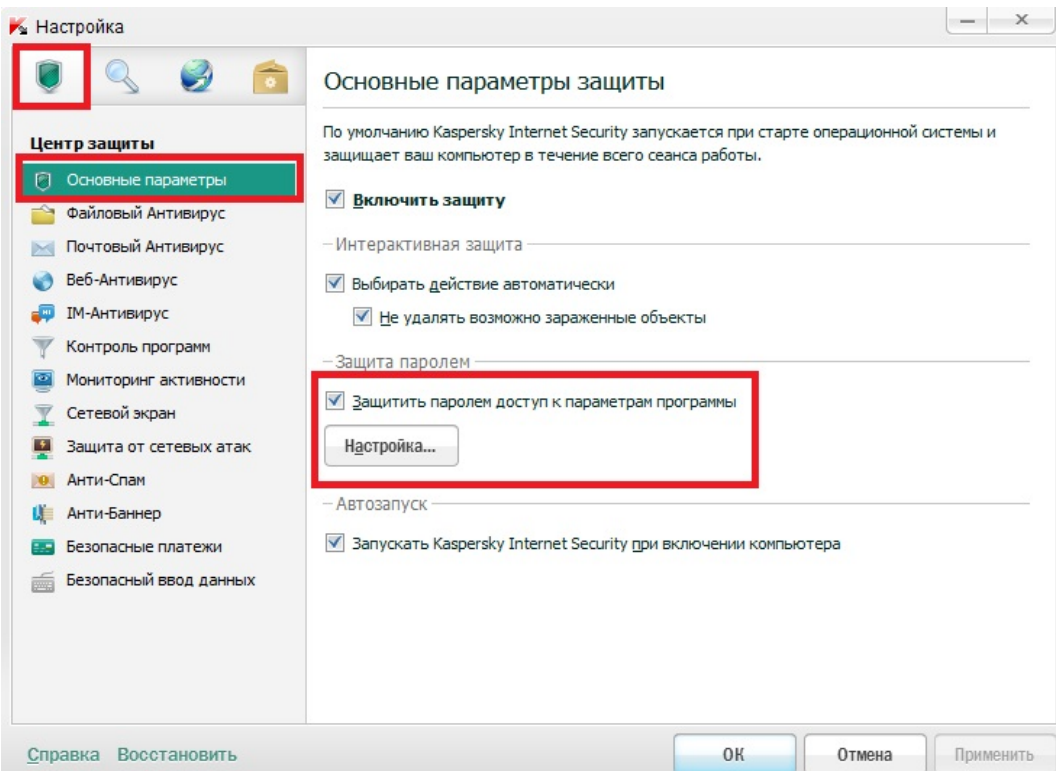 Настройка
Основные параметры защиты
По умолчанию Kaspersky Internet Security запускается при старте операционной системы и
защищает ваш компьютер в течение всего сеанса работы.
Включить защиту
Интерактивная защита
Выбирать действие автоматически
Не удалять возможно зараженные объекты
Защита паролем
Защитить паролем доступ к параметрам программы
Настройка...
Автозапуск
Запускать Kaspersky Internet Security при включении компьютера
Центр защиты
Основные параметры
Файловый Антивирус
Почтовый Антивирус
Веб-Антивирус
IM-Антивирус
Контроль программ
Мониторинг активности
Сетевой экран
Защита от сетевых атак
Анти-Спам
Анти-Баннер
Безопасные платежи
Безопасный ввод данных
Справка Восстановить
ОК Отмена Применить